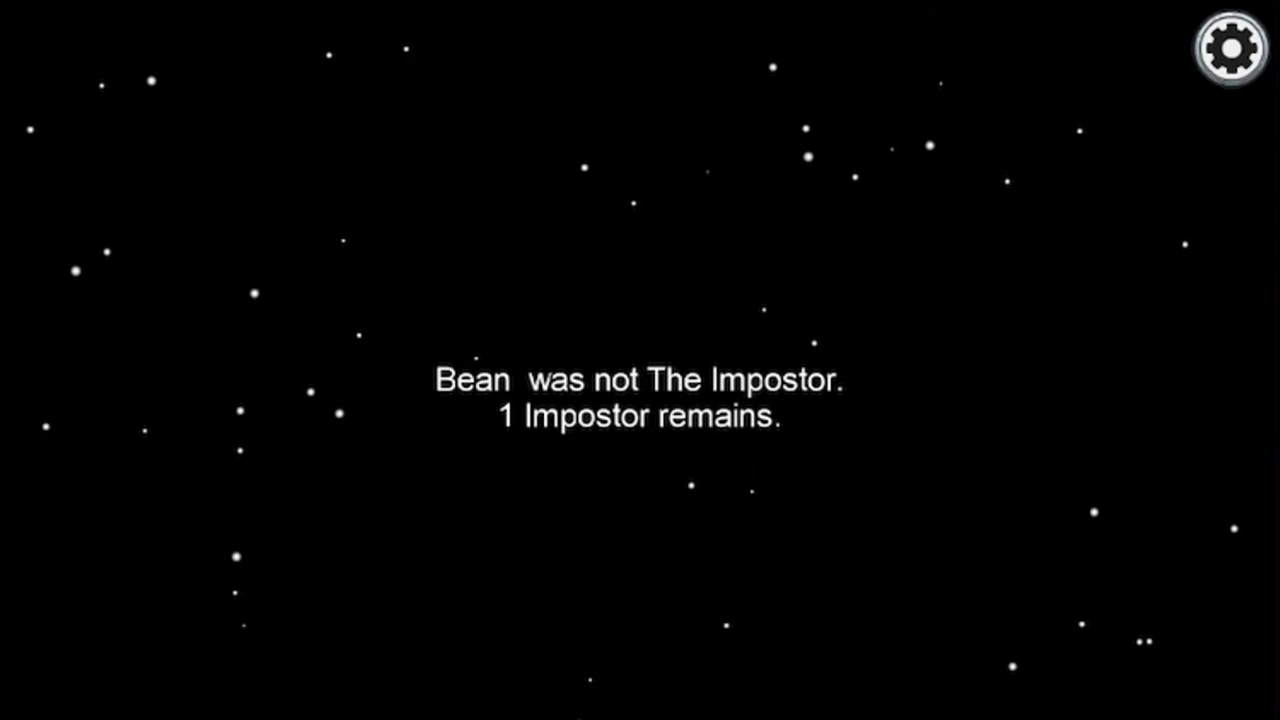 Bean  was not The Impostor.
1 Impostor remains.